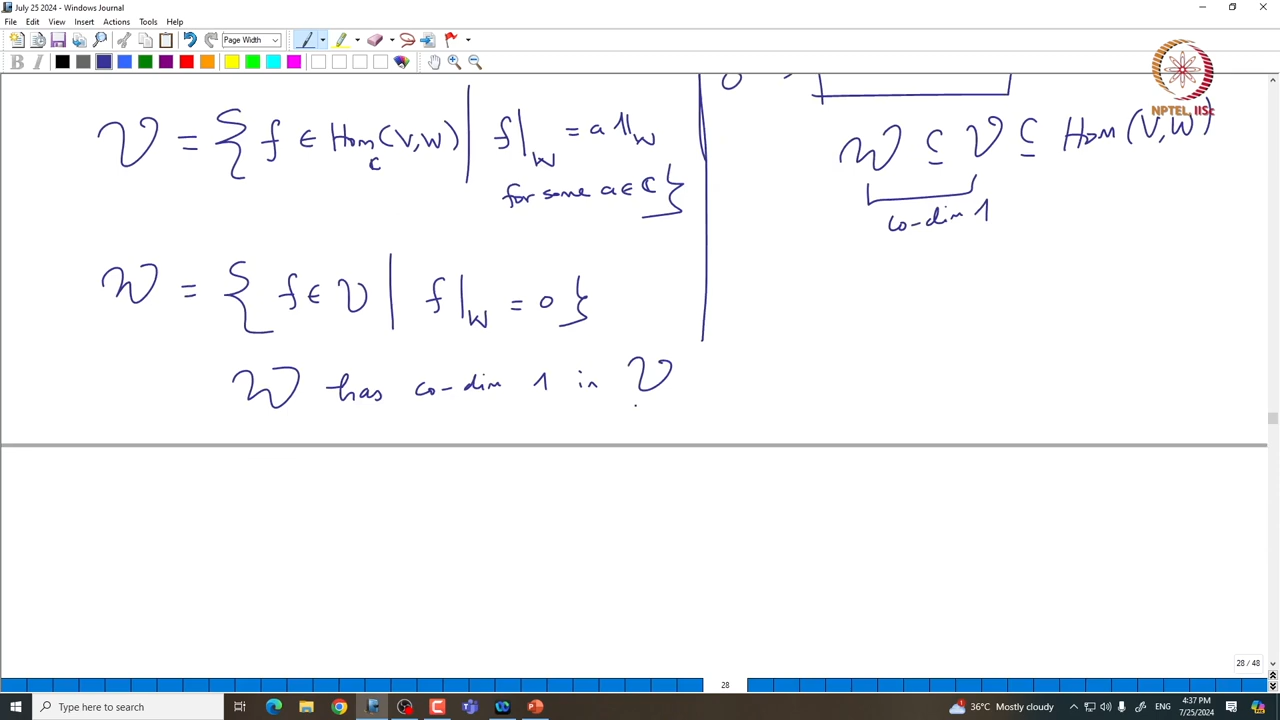 July 25 2024 - Windows Journal
File Edit View Insert Actions Tools Help
Page Width
B i
NPTEL, IISc
𝒱 = { f ∈ Hom_ℂ(V,W) | f|_W = a 𝟙_W
for some a ∈ ℂ }
𝒲 = { f ∈ 𝒱 | f|_W = 0 }
𝒲 has co-dim 1 in 𝒱
0
𝒲 ⊆ 𝒱 ⊆ Hom(V,W)
co-dim 1
28 / 48
28
Type here to search
36°C Mostly cloudy
4:37 PM
7/25/2024